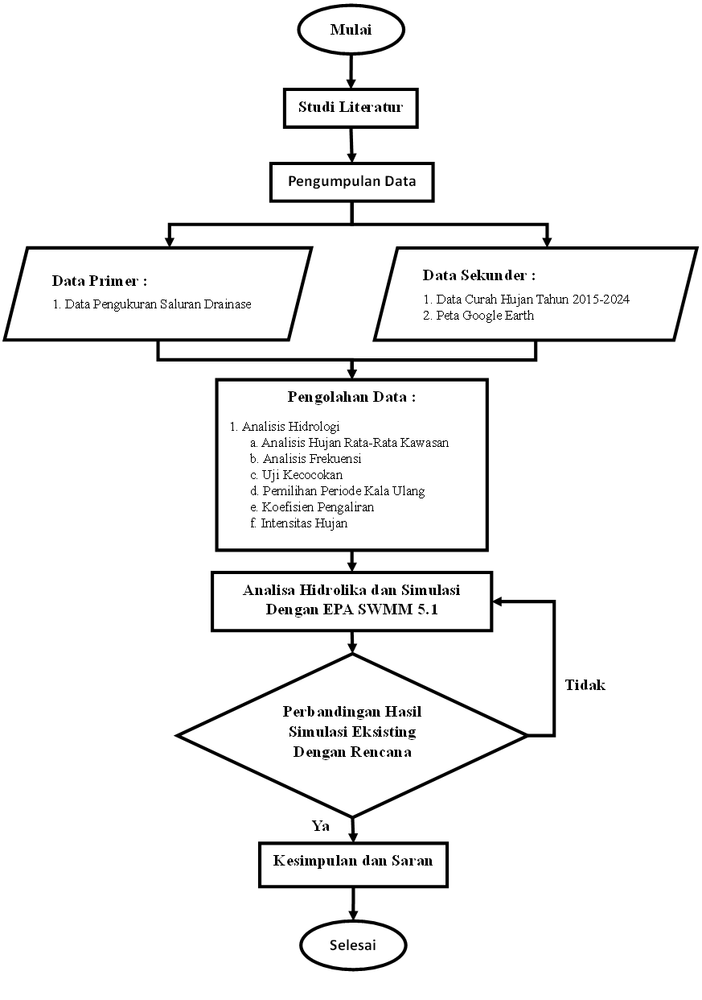 Mulai
Studi Literatur
Pengumpulan Data
Data Primer :
1. Data Pengukuran Saluran Drainase
Data Sekunder :
1. Data Curah Hujan Tahun 2015-2024
2. Peta Google Earth
Pengolahan Data :
1. Analisis Hidrologi
a. Analisis Hujan Rata-Rata Kawasan
b. Analisis Frekuensi
c. Uji Kecocokan
d. Pemilihan Periode Kala Ulang
e. Koefisien Pengaliran
f. Intensitas Hujan
Analisa Hidrolika dan Simulasi
Dengan EPA SWMM 5.1
Tidak
Perbandingan Hasil
Simulasi Eksisting
Dengan Rencana
Ya
Kesimpulan dan Saran
Selesai